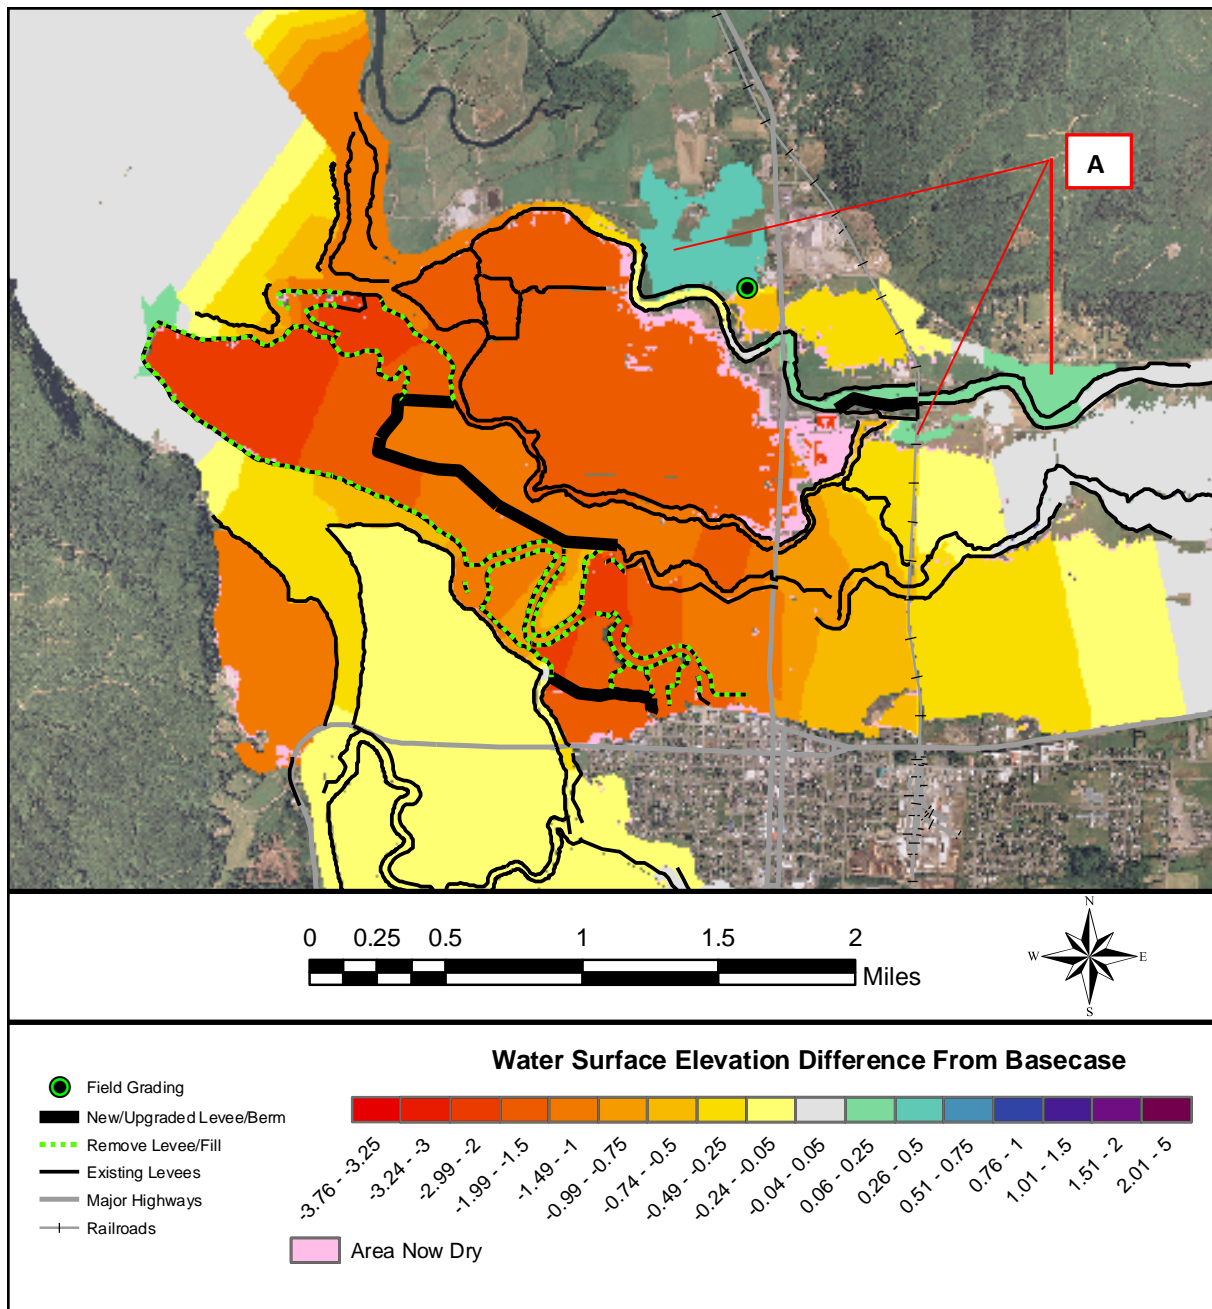 A
0 0.25 0.5 1 1.5 2
Miles
N
W E
S
Water Surface Elevation Difference From Basecase
Field Grading
New/Upgraded Levee/Berm
Remove Levee/Fill
Existing Levees
Major Highways
Railroads
-3.76 - -3.25
-3.24 - -3
-2.99 - -2
-1.99 - -1.5
-1.49 - -1
-0.99 - -0.75
-0.74 - -0.5
-0.49 - -0.25
-0.24 - -0.05
-0.04 - 0.05
0.06 - 0.25
0.26 - 0.5
0.51 - 0.75
0.76 - 1
1.01 - 1.5
1.51 - 2
2.01 - 5
Area Now Dry